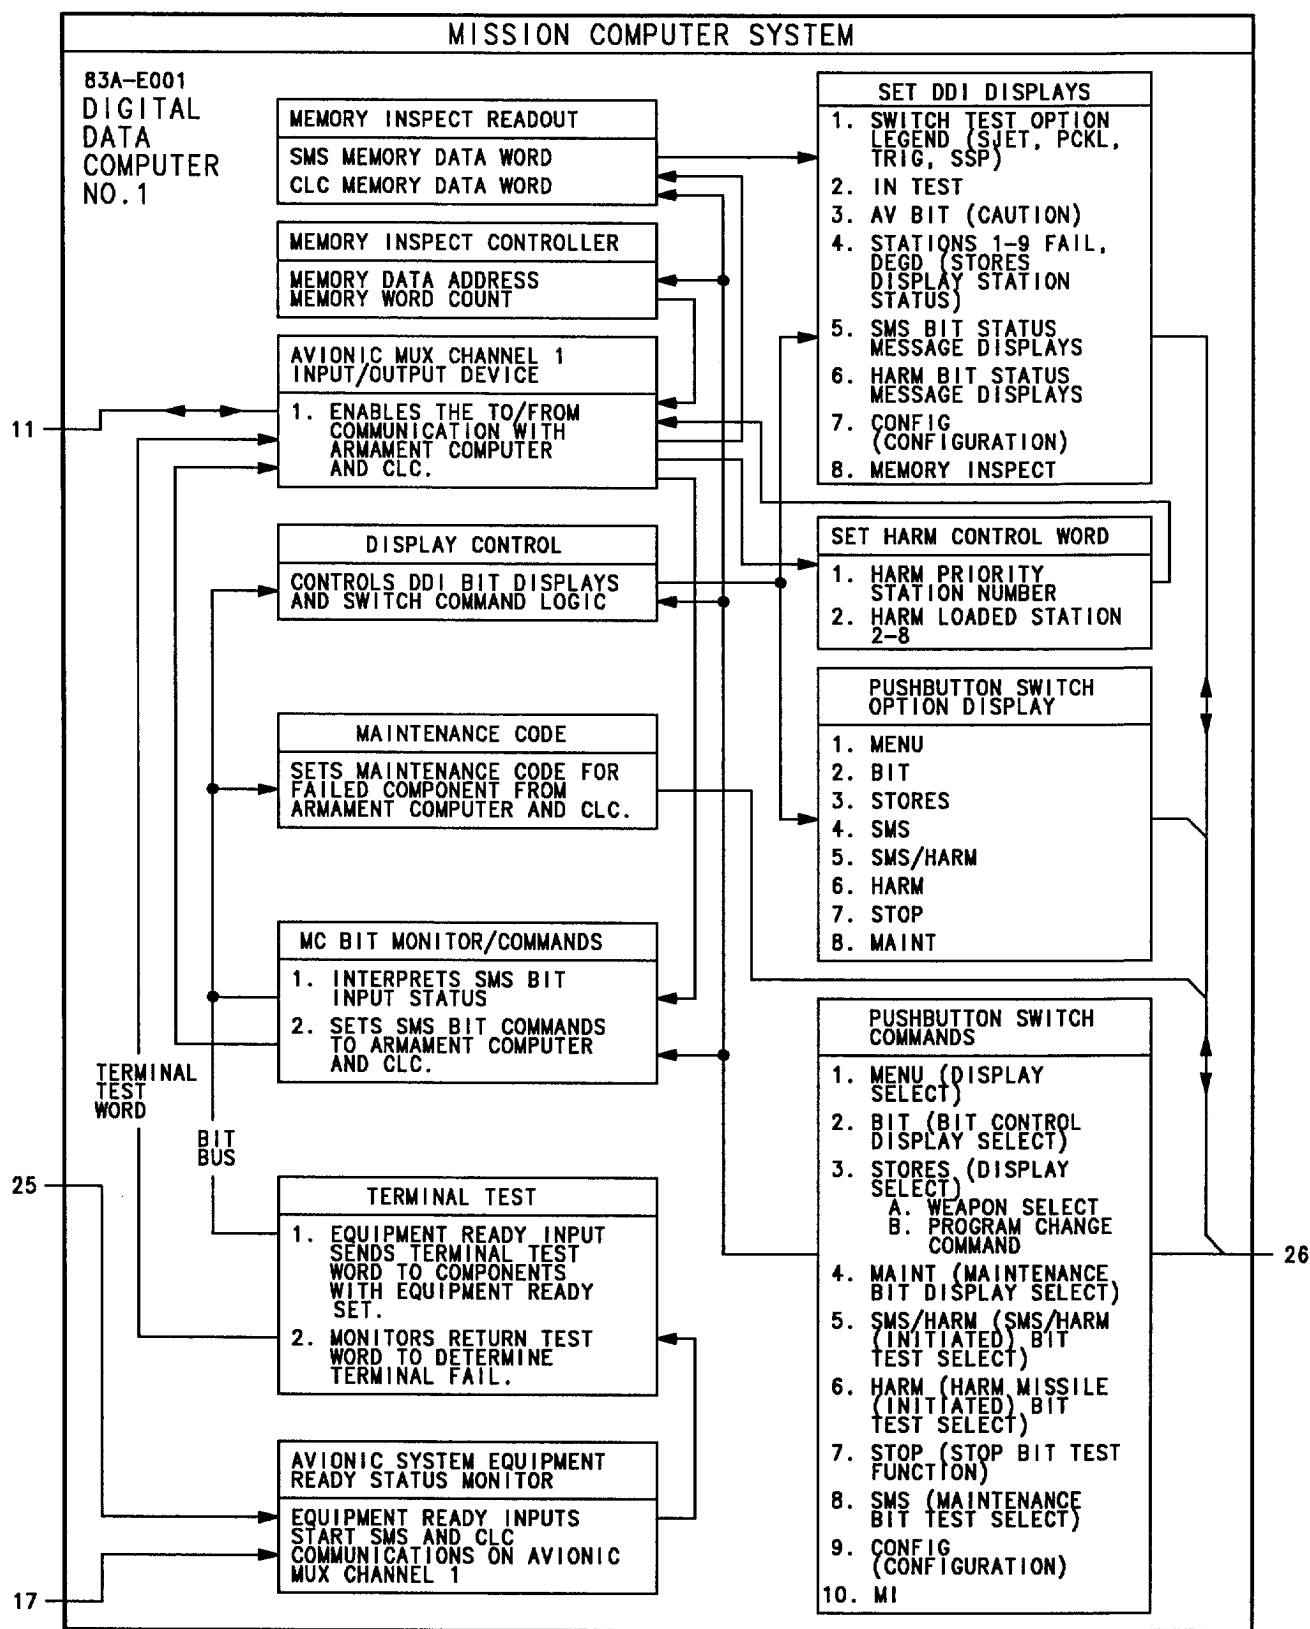 MISSION COMPUTER SYSTEM
83A-E001
DIGITAL
DATA
COMPUTER
NO.1
MEMORY INSPECT READOUT
SMS MEMORY DATA WORD
CLC MEMORY DATA WORD
MEMORY INSPECT CONTROLLER
MEMORY DATA ADDRESS
MEMORY WORD COUNT
AVIONIC MUX CHANNEL 1
INPUT/OUTPUT DEVICE
1. ENABLES THE TO/FROM
COMMUNICATION WITH
ARMAMENT COMPUTER
AND CLC.
11
DISPLAY CONTROL
CONTROLS DDI BIT DISPLAYS
AND SWITCH COMMAND LOGIC
MAINTENANCE CODE
SETS MAINTENANCE CODE FOR
FAILED COMPONENT FROM
ARMAMENT COMPUTER AND CLC.
MC BIT MONITOR/COMMANDS
1. INTERPRETS SMS BIT
INPUT STATUS
2. SETS SMS BIT COMMANDS
TO ARMAMENT COMPUTER
AND CLC.
TERMINAL
TEST
WORD
BIT
BUS
25
TERMINAL TEST
1. EQUIPMENT READY INPUT
SENDS TERMINAL TEST
WORD TO COMPONENTS
WITH EQUIPMENT READY
SET.
2. MONITORS RETURN TEST
WORD TO DETERMINE
TERMINAL FAIL.
AVIONIC SYSTEM EQUIPMENT
READY STATUS MONITOR
EQUIPMENT READY INPUTS
START SMS AND CLC
COMMUNICATIONS ON AVIONIC
MUX CHANNEL 1
17
SET DDI DISPLAYS
1. SWITCH TEST OPTION
LEGEND (SJET, PCKL,
TRIG, SSP)
2. IN TEST
3. AV BIT (CAUTION)
4. STATIONS 1-9 FAIL,
DEGD (STORES
DISPLAY STATION
STATUS)
5. SMS BIT STATUS
MESSAGE DISPLAYS
6. HARM BIT STATUS
MESSAGE DISPLAYS
7. CONFIG
(CONFIGURATION)
8. MEMORY INSPECT
SET HARM CONTROL WORD
1. HARM PRIORITY
STATION NUMBER
2. HARM LOADED STATION
2-8
PUSHBUTTON SWITCH
OPTION DISPLAY
1. MENU
2. BIT
3. STORES
4. SMS
5. SMS/HARM
6. HARM
7. STOP
8. MAINT
PUSHBUTTON SWITCH
COMMANDS
1. MENU (DISPLAY
SELECT)
2. BIT (BIT CONTROL
DISPLAY SELECT)
3. STORES (DISPLAY
SELECT)
A. WEAPON SELECT
B. PROGRAM CHANGE
COMMAND
4. MAINT (MAINTENANCE
BIT DISPLAY SELECT)
5. SMS/HARM (SMS/HARM
(INITIATED) BIT
TEST SELECT)
6. HARM (HARM MISSILE
(INITIATED) BIT
TEST SELECT)
7. STOP (STOP BIT TEST
FUNCTION)
8. SMS (MAINTENANCE
BIT TEST SELECT)
9. CONFIG
(CONFIGURATION)
10. MI
26